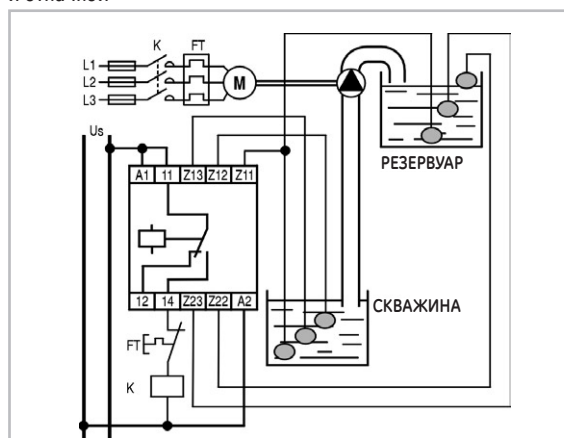 K FT
L1
L2
L3
M
Us
РЕЗЕРВУАР
A1 11 Z13 Z12 Z11
12 14 Z23 Z22 A2
СКВАЖИНА
FT
K